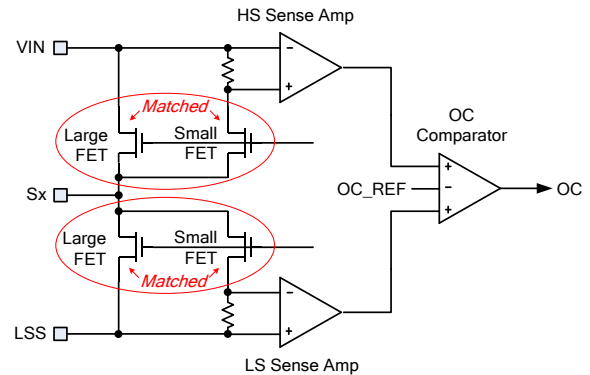 HS Sense Amp
VIN
−
+
Matched
Large
FET
Small
FET
OC
Comparator
+
OC_REF
−
+
OC
Sx
Large
FET
Small
FET
Matched
−
+
LSS
LS Sense Amp